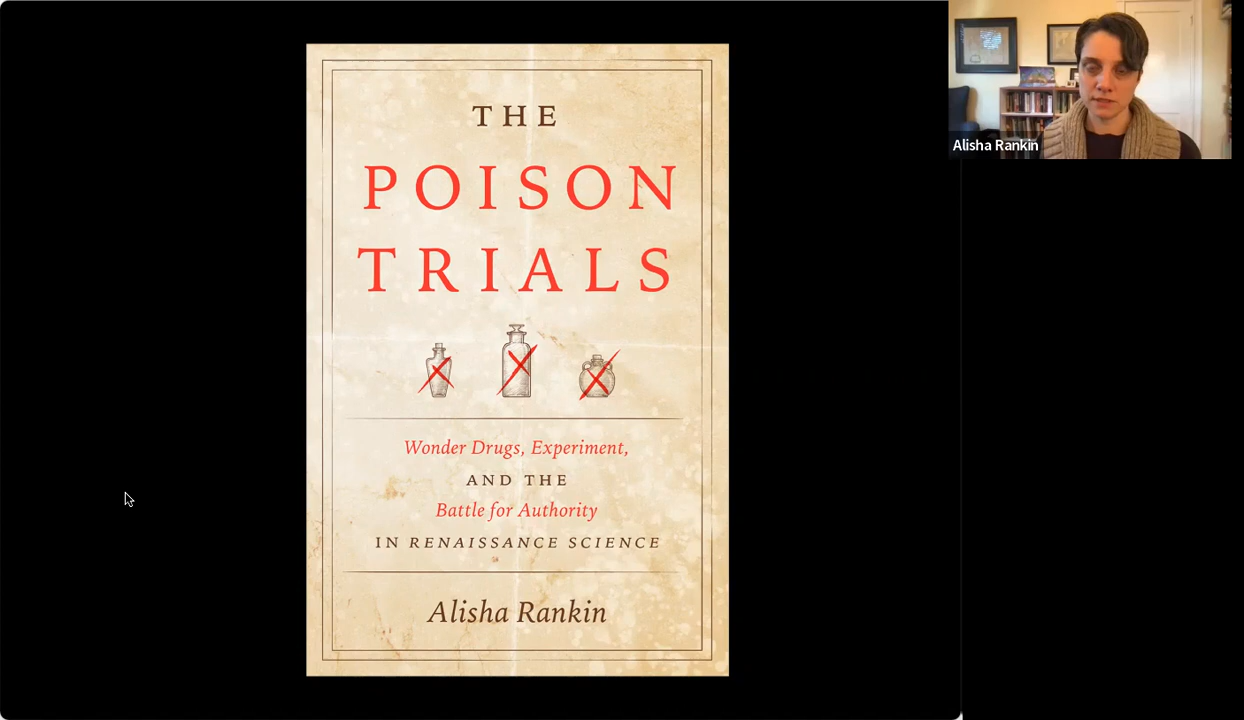 THE
POISON
TRIALS
Wonder Drugs, Experiment,
AND THE
Battle for Authority
IN RENAISSANCE SCIENCE
Alisha Rankin
Alisha Rankin